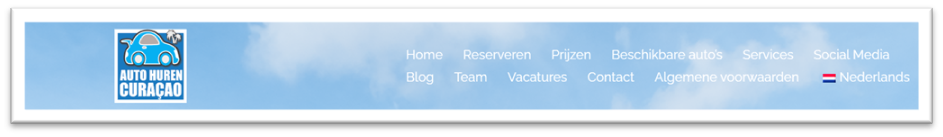 AUTO HUREN
CURAÇAO
Home Reserveren Prijzen Beschikbare auto's Services Social Media
Blog Team Vacatures Contact Algemene voorwaarden Nederlands